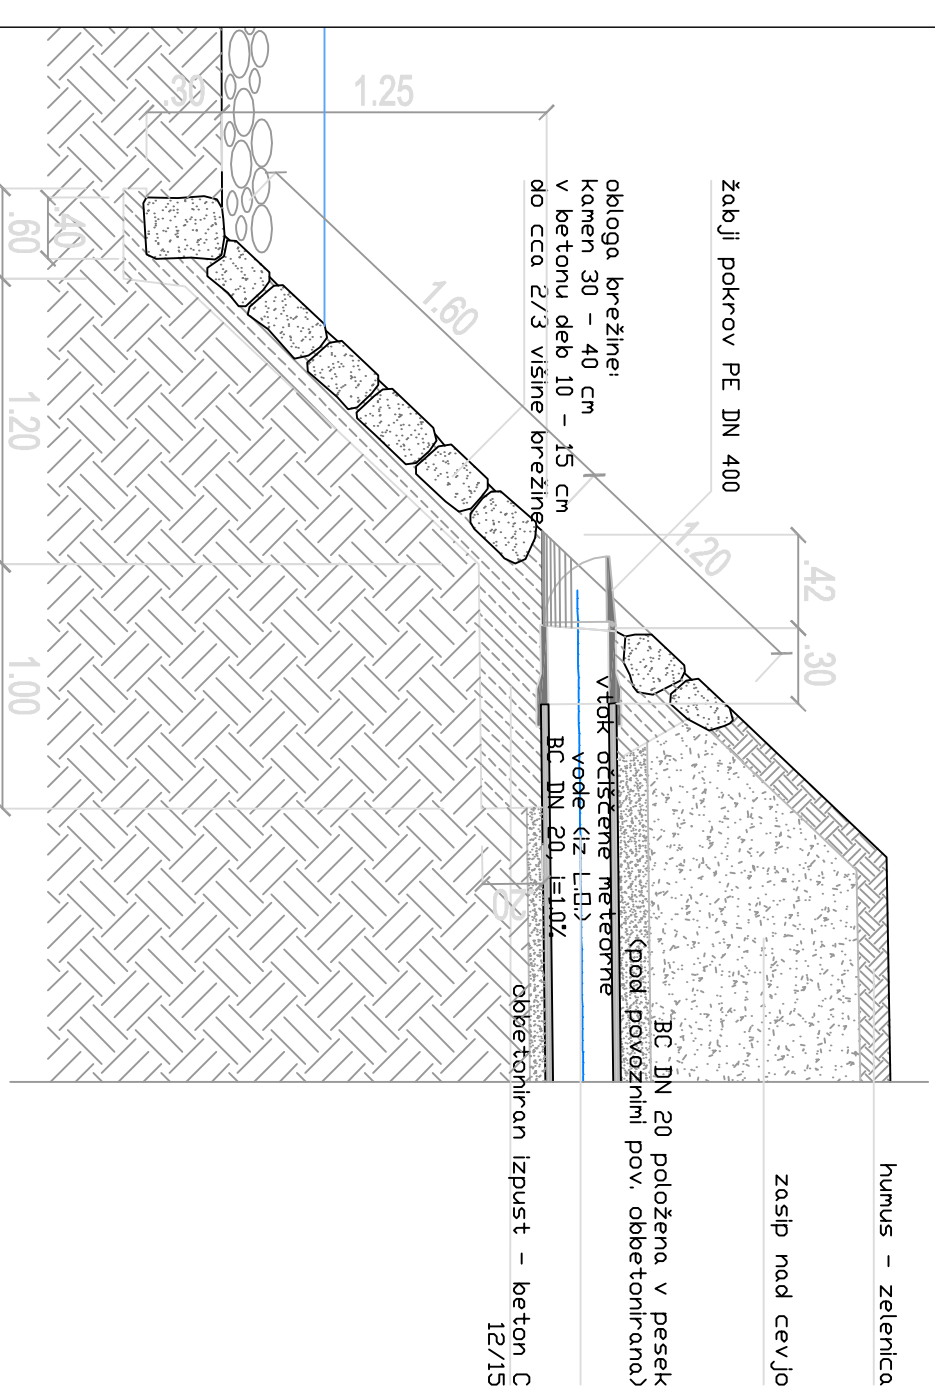 žabji pokrov PE DN 400
obloga brežine:
kamen 30 - 40 cm
v betonu deb 10 - 15 cm
do cca 2/3 višine brežine
humus - zelenica
zasip nad cevjo
BC DN 20 položena v pesek
(pod povoznimi pov. obbetonirana)
vtok očiščene meteorne
vode (iz L.O.)
BC DN 20, i=1.0%
obbetoniran izpust - beton C
12/15
.30
1.25
.60
.40
1.60
1.20
.42
.30
1.20
1.00
20